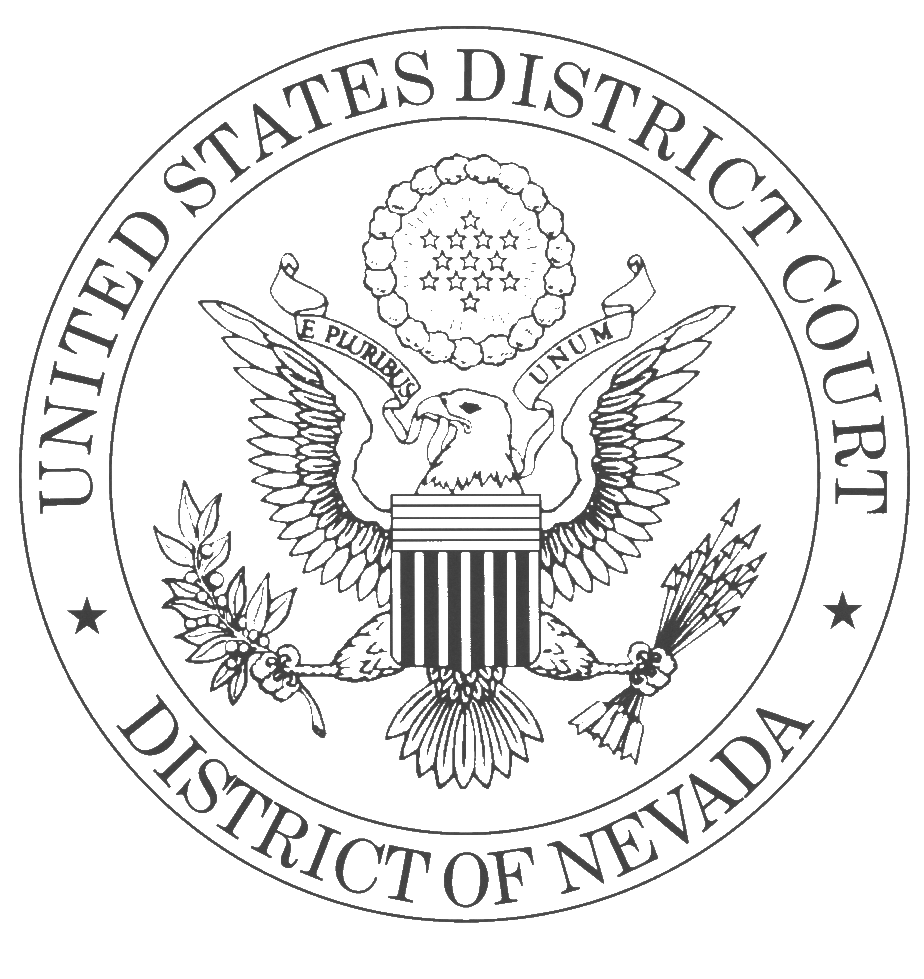 UNITED STATES DISTRICT COURT
E PLURIBUS UNUM
DISTRICT OF NEVADA